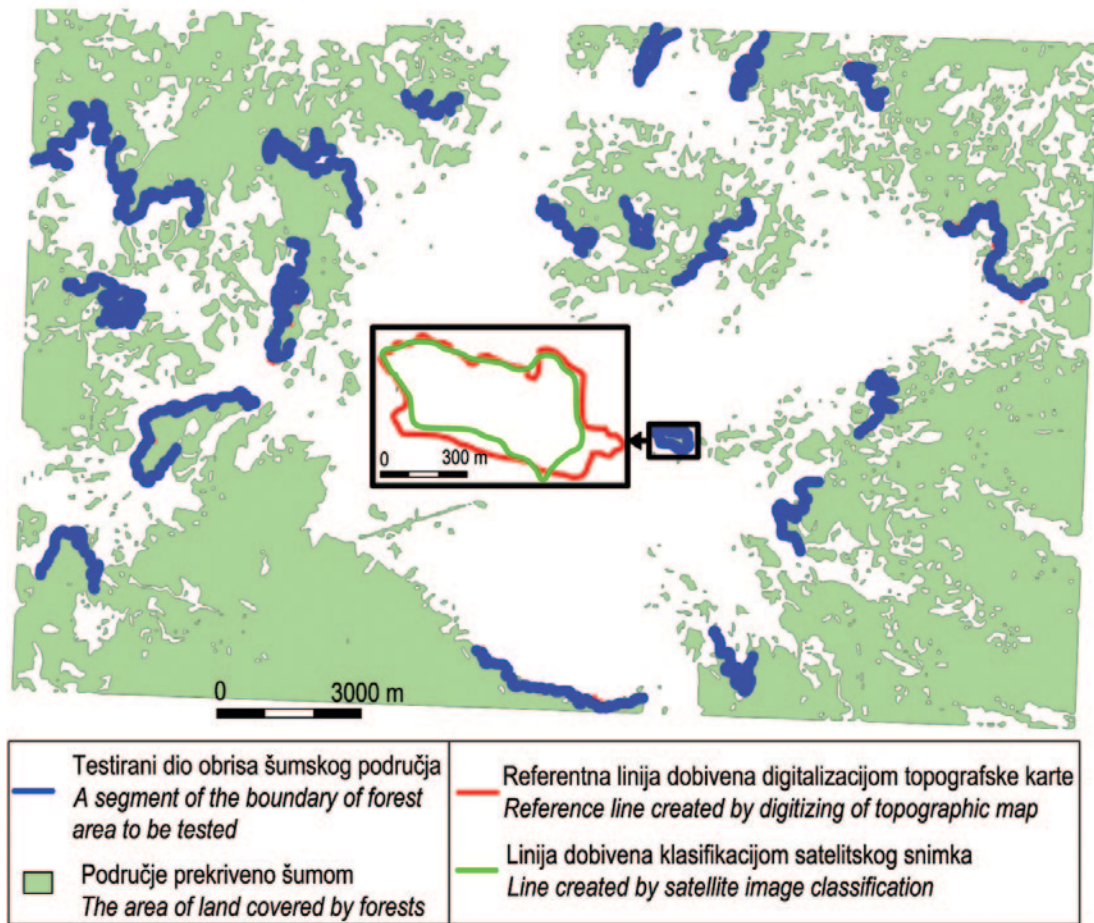 0 300 m
0 3000 m
Testirani dio obrisa šumskog područja
A segment of the boundary of forest
area to be tested
Područje prekriveno šumom
The area of land covered by forests
Referentna linija dobivena digitalizacijom topografske karte
Reference line created by digitizing of topographic map
Linija dobivena klasifikacijom satelitskog snimka
Line created by satellite image classification